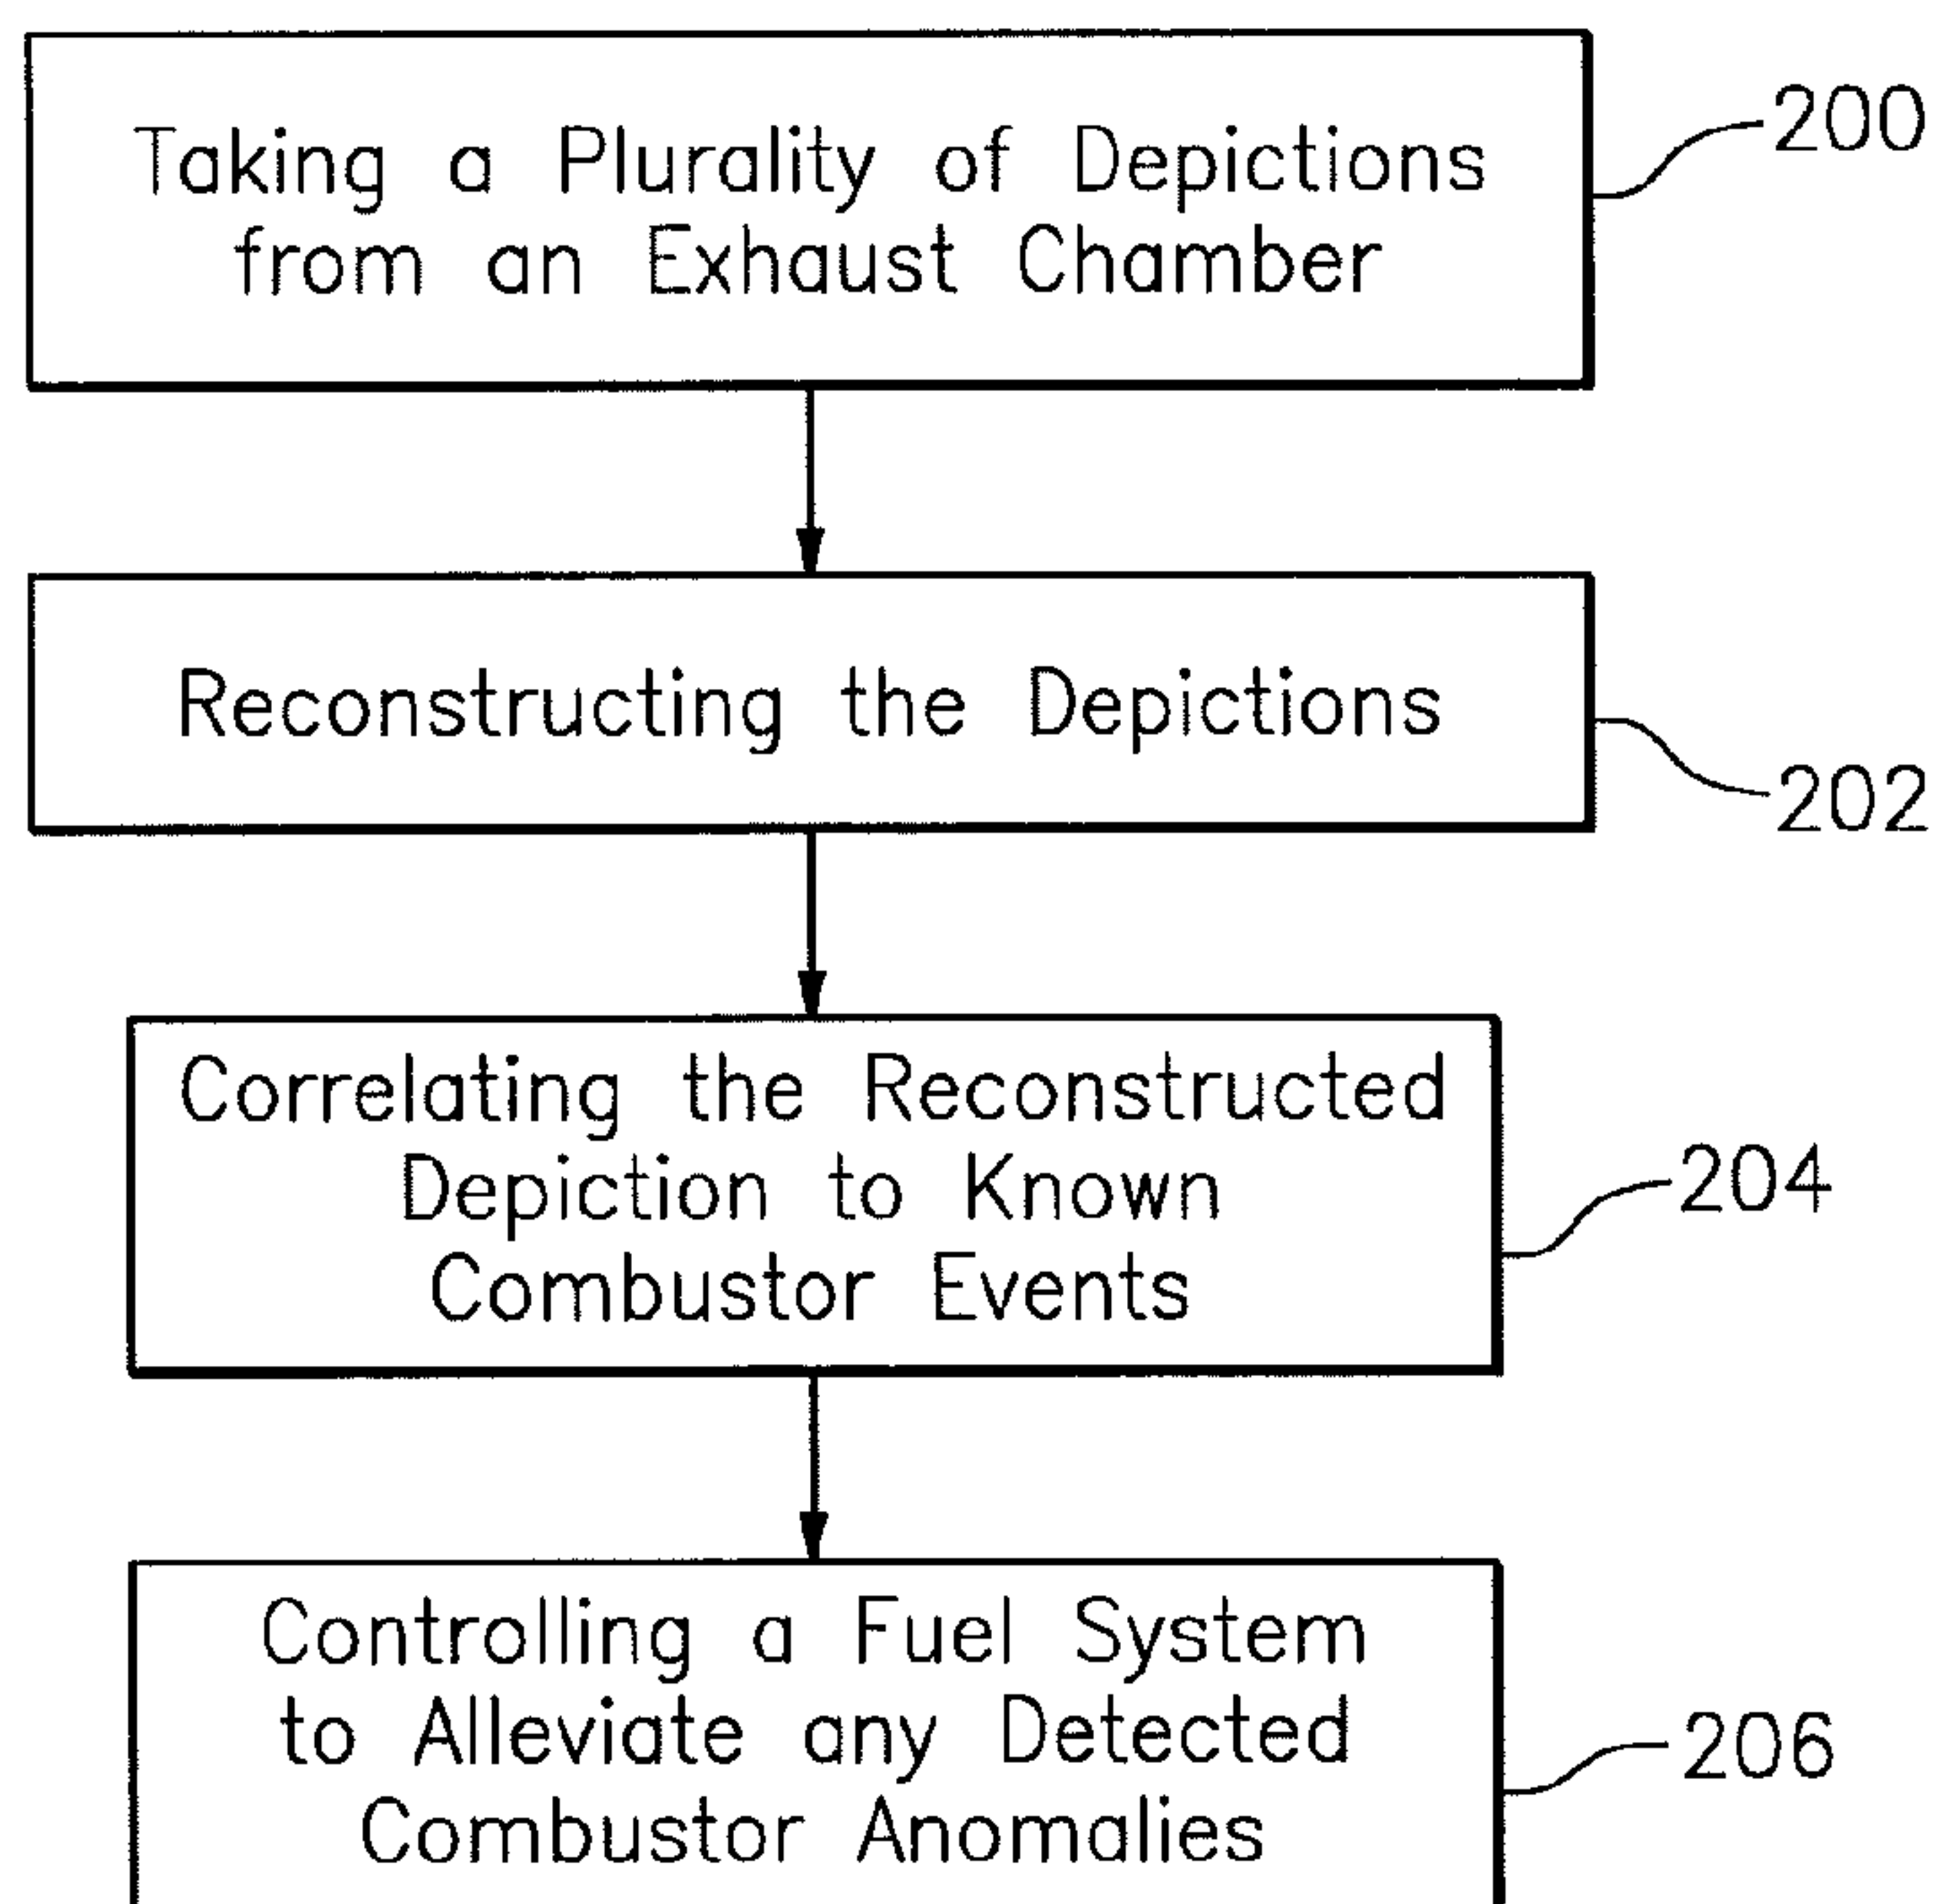 Taking a Plurality of Depictions
from an Exhaust Chamber
200
Reconstructing the Depictions
202
Correlating the Reconstructed
Depiction to Known
Combustor Events
204
Controlling a Fuel System
to Alleviate any Detected
Combustor Anomalies
206